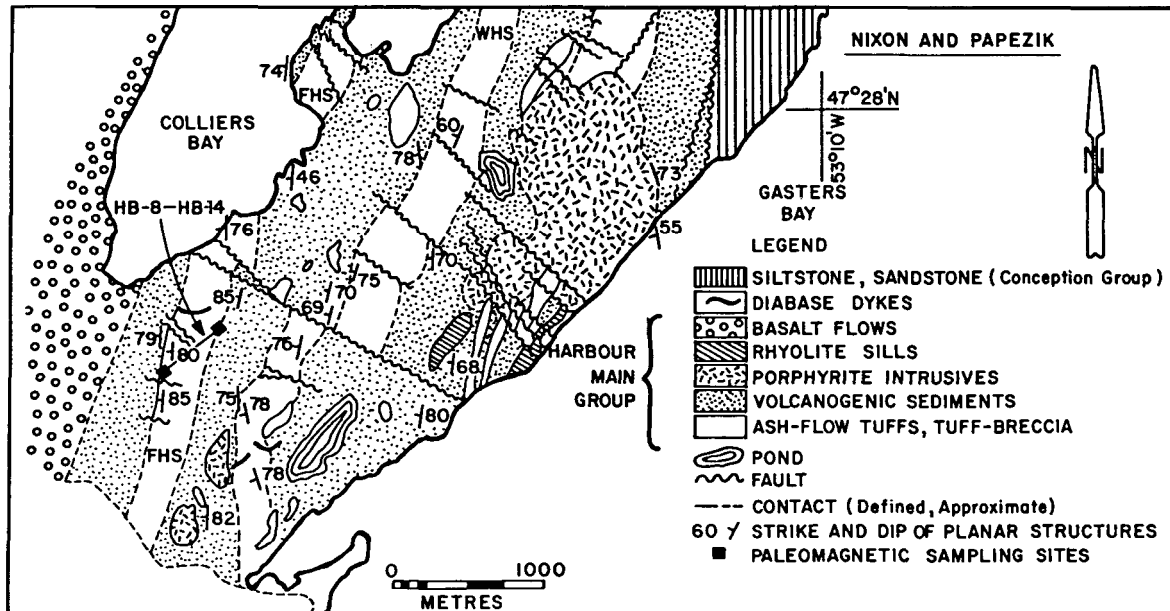 NIXON AND PAPEZIK
WHS
74
FHS
COLLIERS
BAY
47°28'N
53°10'W
60
78
46
73
GASTERS
BAY
HB-8-HB-14
76
55
LEGEND
70
75
85
70
69
SILTSTONE, SANDSTONE (Conception Group)
DIABASE DYKES
BASALT FLOWS
79
80
76
HARBOUR
MAIN
GROUP
RHYOLITE SILLS
68
PORPHYRITE INTRUSIVES
85
75
78
80
VOLCANOGENIC SEDIMENTS
ASH-FLOW TUFFS, TUFF-BRECCIA
FHS
78
POND
FAULT
CONTACT (Defined, Approximate)
82
60 STRIKE AND DIP OF PLANAR STRUCTURES
PALEOMAGNETIC SAMPLING SITES
N
0 1000
METRES